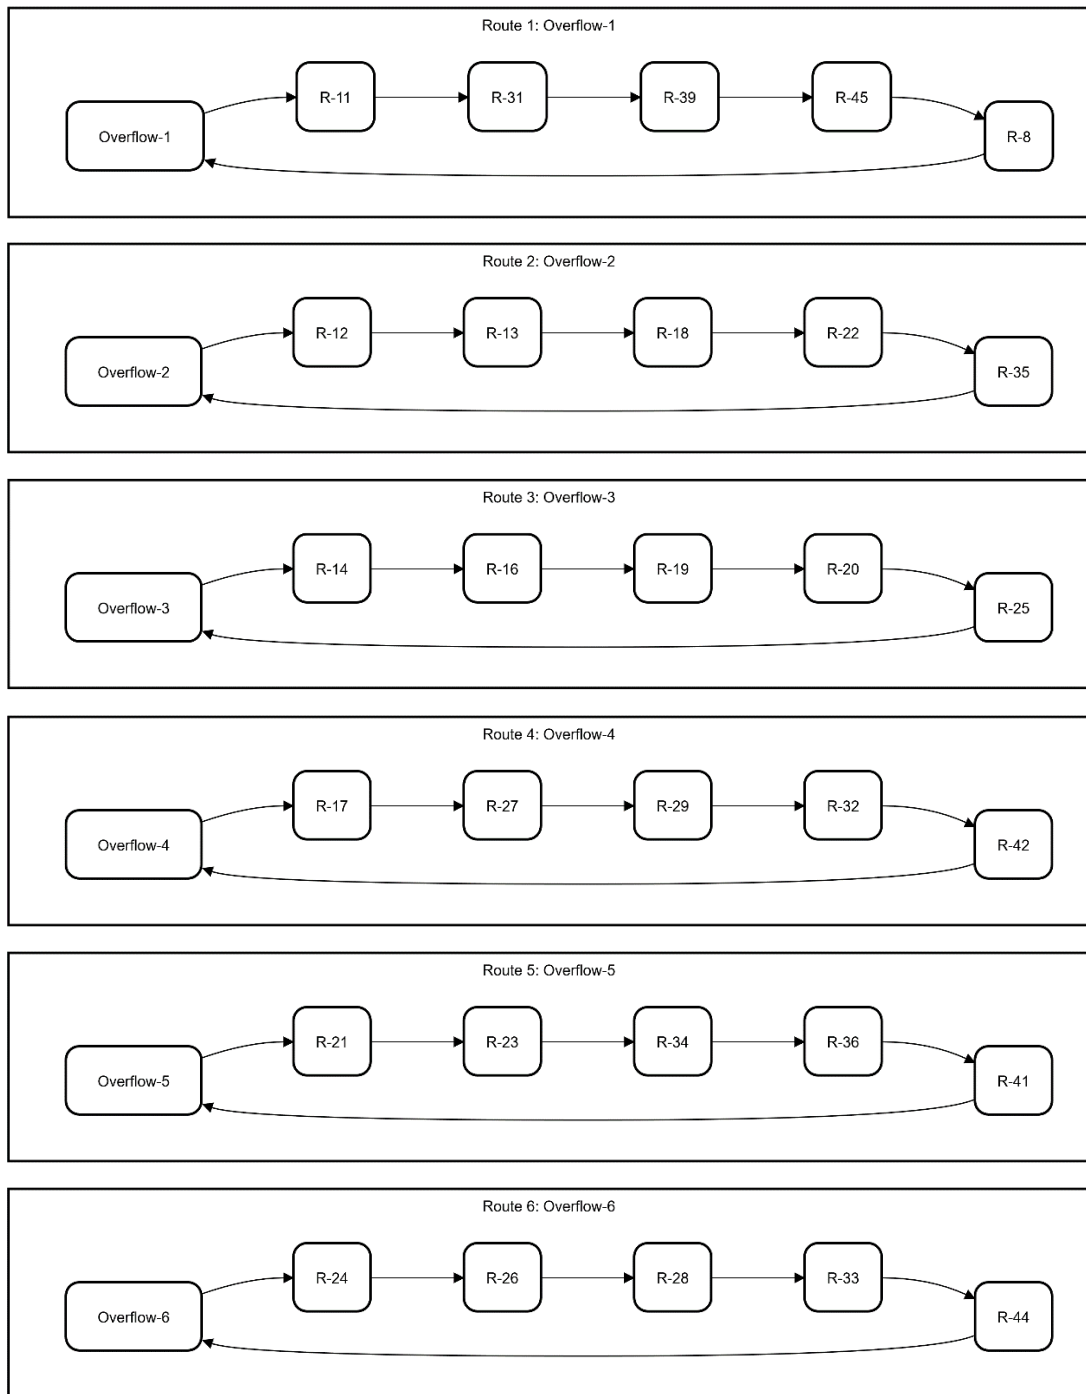 Route 1: Overflow-1
Overflow-1
R-11
R-31
R-39
R-45
R-8
Route 2: Overflow-2
Overflow-2
R-12
R-13
R-18
R-22
R-35
Route 3: Overflow-3
Overflow-3
R-14
R-16
R-19
R-20
R-25
Route 4: Overflow-4
Overflow-4
R-17
R-27
R-29
R-32
R-42
Route 5: Overflow-5
Overflow-5
R-21
R-23
R-34
R-36
R-41
Route 6: Overflow-6
Overflow-6
R-24
R-26
R-28
R-33
R-44